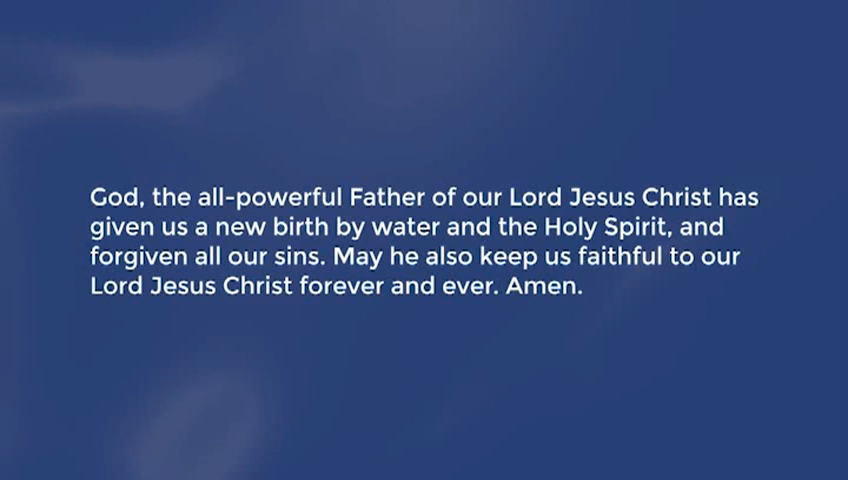 God, the all-powerful Father of our Lord Jesus Christ has
given us a new birth by water and the Holy Spirit, and
forgiven all our sins. May he also keep us faithful to our
Lord Jesus Christ forever and ever. Amen.